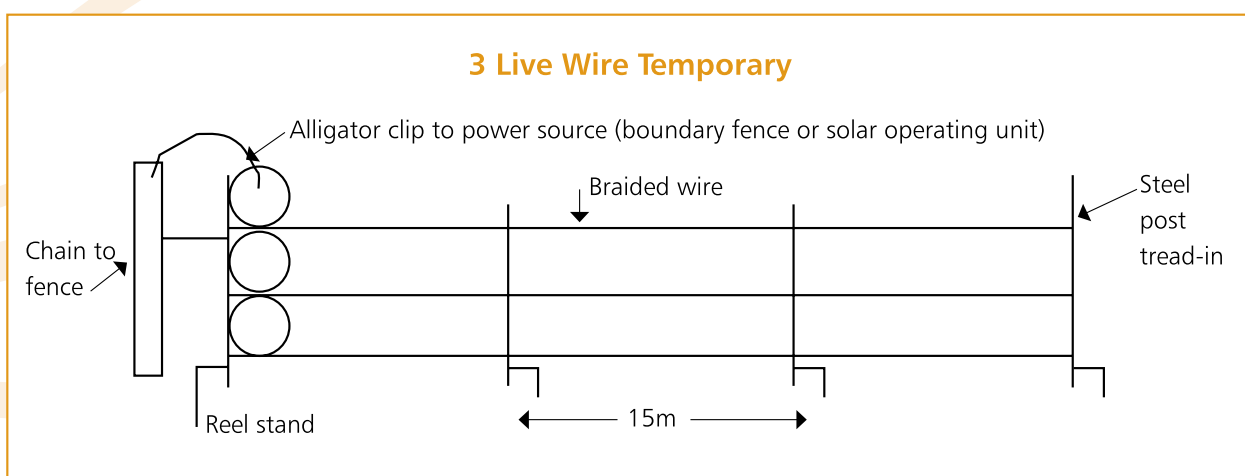 3 Live Wire Temporary
Alligator clip to power source (boundary fence or solar operating unit)
Braided wire
Steel
post
tread-in
Chain to
fence
Reel stand
15m